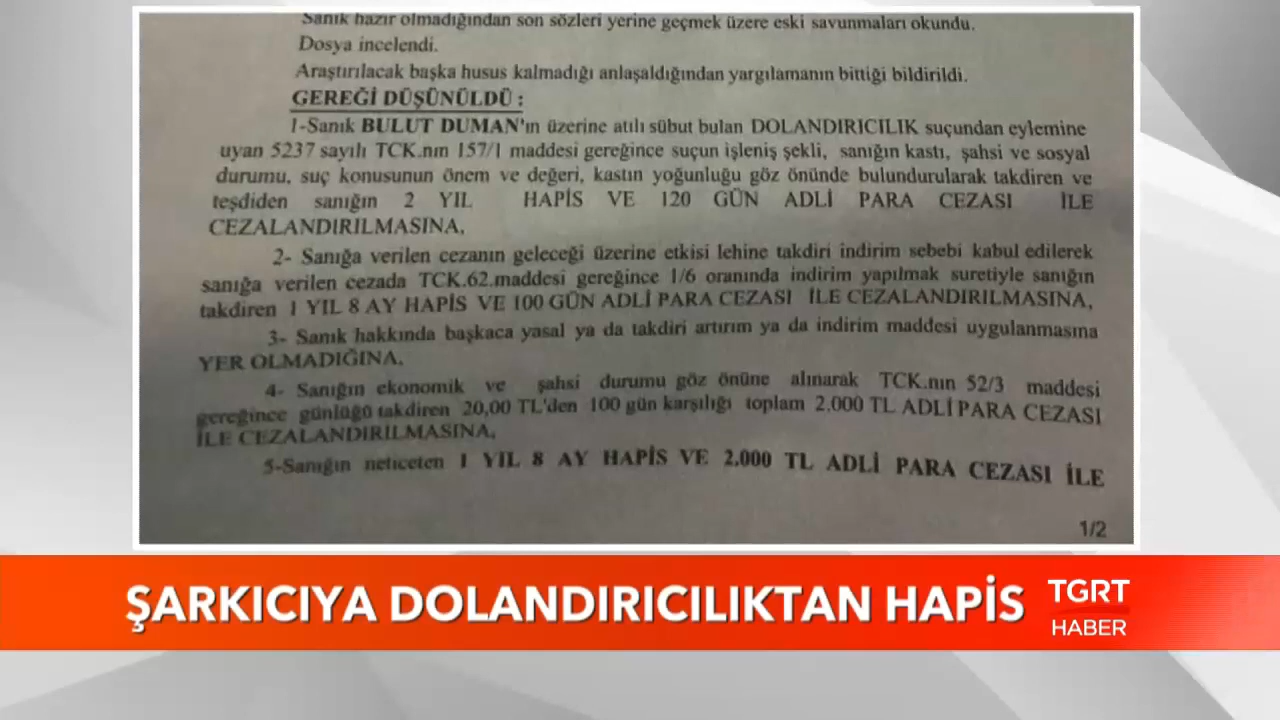 Sanık hazır olmadığından son sözleri yerine geçmek üzere eski savunmaları okundu.
Dosya incelendi.
Araştırılacak başka husus kalmadığı anlaşaldığından yargılamanın bittiği bildirildi.
GEREĞİ DÜŞÜNÜLDÜ :
1-Sanık BULUT DUMAN'ın üzerine atılı sübut bulan DOLANDIRICILIK suçundan eylemine
uyan 5237 sayılı TCK.nın 157/1 maddesi gereğince suçun işleniş şekli, sanığın kastı, şahsi ve sosyal
durumu, suç konusunun önem ve değeri, kastın yoğunluğu göz önünde bulundurularak takdiren ve
teşdiden sanığın 2 YIL HAPİS VE 120 GÜN ADLİ PARA CEZASI İLE
CEZALANDIRILMASINA,
2- Sanığa verilen cezanın geleceği üzerine etkisi lehine takdiri indirim sebebi kabul edilerek
sanığa verilen cezada TCK.62.maddesi gereğince 1/6 oranında indirim yapılmak suretiyle sanığın
takdiren 1 YIL 8 AY HAPİS VE 100 GÜN ADLİ PARA CEZASI İLE CEZALANDIRILMASINA,
3- Sanık hakkında başkaca yasal ya da takdiri artırım ya da indirim maddesi uygulanmasına
YER OLMADIĞINA,
4- Sanığın ekonomik ve şahsi durumu göz önüne alınarak TCK.nın 52/3 maddesi
gereğince günlüğü takdiren 20,00 TL'den 100 gün karşılığı toplam 2.000 TL ADLİ PARA CEZASI
İLE CEZALANDIRILMASINA,
5-Sanığın neticeten 1 YIL 8 AY HAPİS VE 2.000 TL ADLİ PARA CEZASI İLE
1/2
ŞARKICIYA DOLANDIRICILIKTAN HAPİS
TGRT
HABER